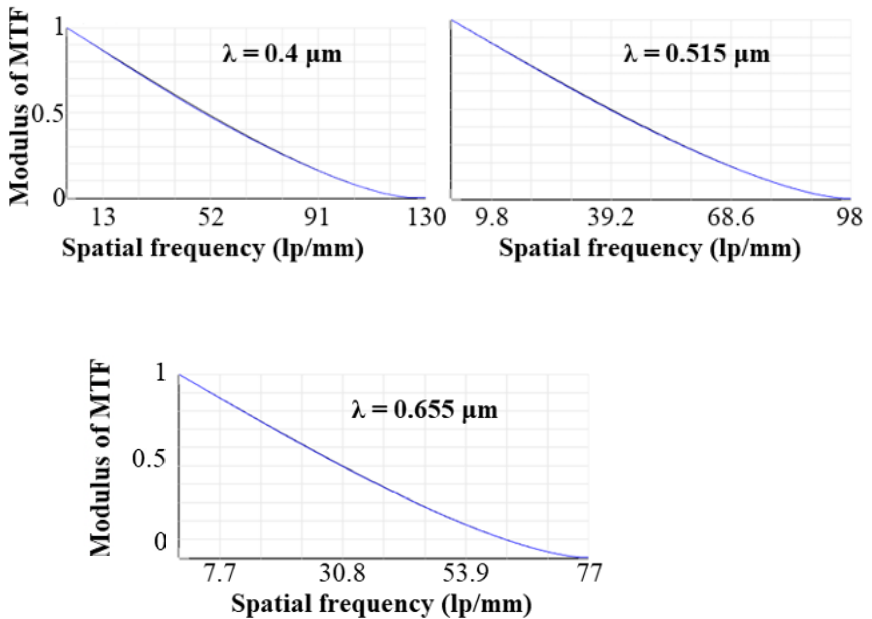 Modulus of MTF
1
0.5
0
λ = 0.4 μm
13 52 91 130
Spatial frequency (lp/mm)
λ = 0.515 μm
9.8 39.2 68.6 98
Spatial frequency (lp/mm)
Modulus of MTF
1
0.5
0
λ = 0.655 μm
7.7 30.8 53.9 77
Spatial frequency (lp/mm)